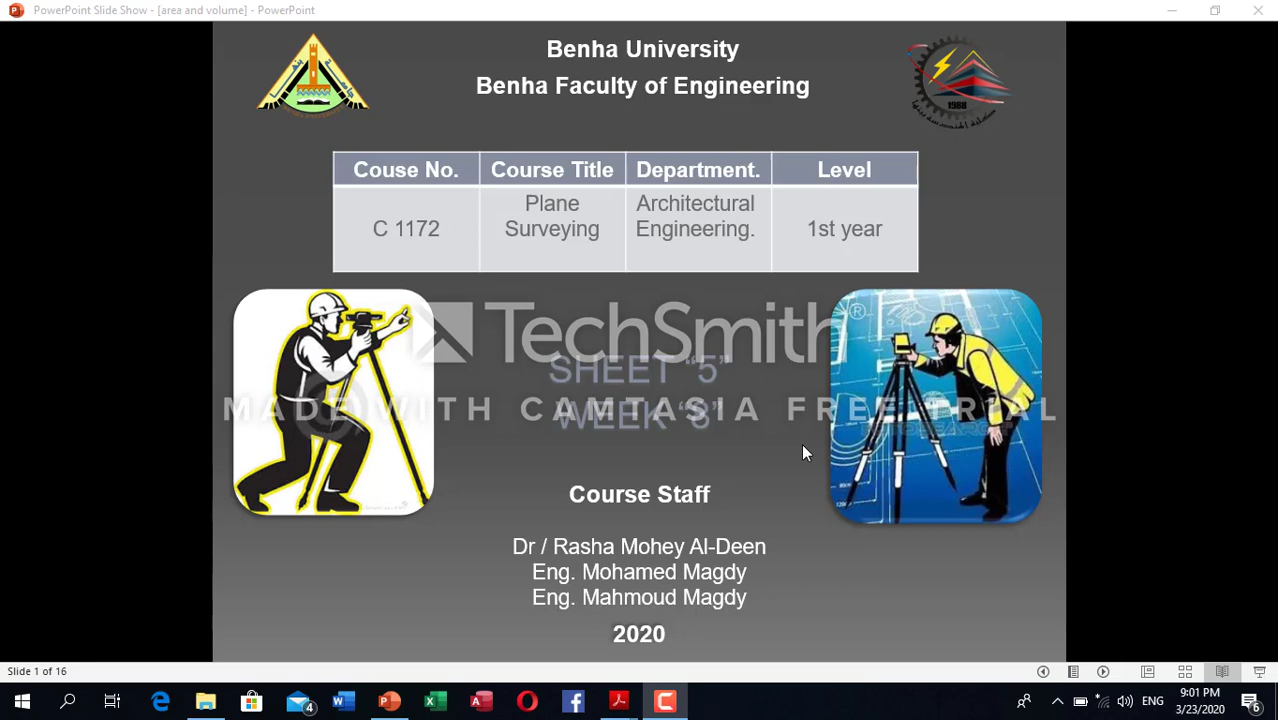 PowerPoint Slide Show - [area and volume] - PowerPoint
Benha University
Benha Faculty of Engineering
1988
Couse No.
Course Title
Department.
Level
C 1172
Plane
Surveying
Architectural
Engineering.
1st year
TechSmith®
SHEET “5”
MADE WITH CAMTASIA FREE TRIAL
WEEK “8”
Course Staff
Dr / Rasha Mohey Al-Deen
Eng. Mohamed Magdy
Eng. Mahmoud Magdy
2020
Slide 1 of 16
4
ENG
9:01 PM
3/23/2020
6